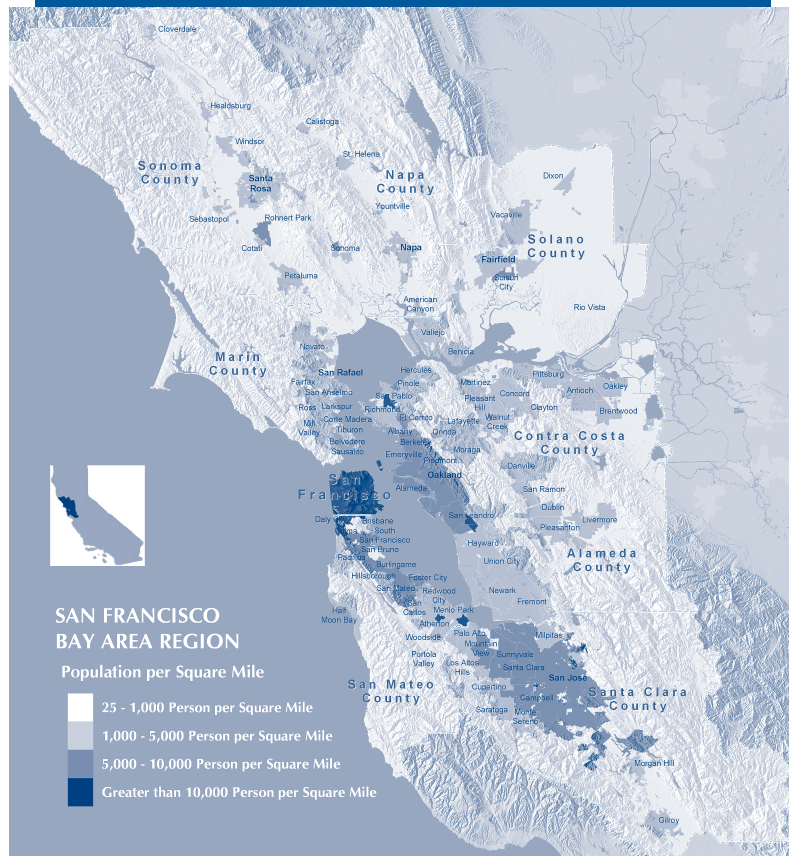 Cloverdale
Healdsburg
Calistoga
Windsor
St. Helena
Sonoma
County
Napa
County
Santa
Rosa
Dixon
Yountville
Vacaville
Sebastopol
Rohnert Park
Solano
County
Cotati
Sonoma
Napa
Fairfield
Petaluma
Suisun
City
American
Canyon
Rio Vista
Vallejo
Novato
Benicia
Marin
County
San Rafael
Hercules
Pittsburg
Fairfax
Pinole
Martinez
Antioch
Oakley
San Anselmo
San Pablo
Pleasant
Hill
Concord
Ross
Larkspur
Richmond
Clayton
Brentwood
Corte Madera
El Cerrito
Lafayette
Walnut
Creek
Mill
Valley
Tiburon
Albany
Orinda
Contra Costa
County
Belvedere
Berkeley
Sausalito
Emeryville
Moraga
Piedmont
Danville
Oakland
San
Francisco
Alameda
San Ramon
Dublin
Daly
Brisbane
San Leandro
Livermore
Pleasanton
South
San Francisco
Hayward
San Bruno
Alameda
County
Pacifica
Union City
Burlingame
Hillsborough
Foster City
San Mateo
Redwood
City
Newark
San
Carlos
Fremont
Half
Moon Bay
Menlo Park
Atherton
Woodside
Palo Alto
Milpitas
Mountain
View
Sunnyvale
Portola
Valley
Los Altos
Hills
Santa Clara
San José
San Mateo
County
Cupertino
Campbell
Santa Clara
County
Saratoga
Monte
Sereno
Morgan Hill
Gilroy
SAN FRANCISCO
BAY AREA REGION
Population per Square Mile
25 - 1,000 Person per Square Mile
1,000 - 5,000 Person per Square Mile
5,000 - 10,000 Person per Square Mile
Greater than 10,000 Person per Square Mile